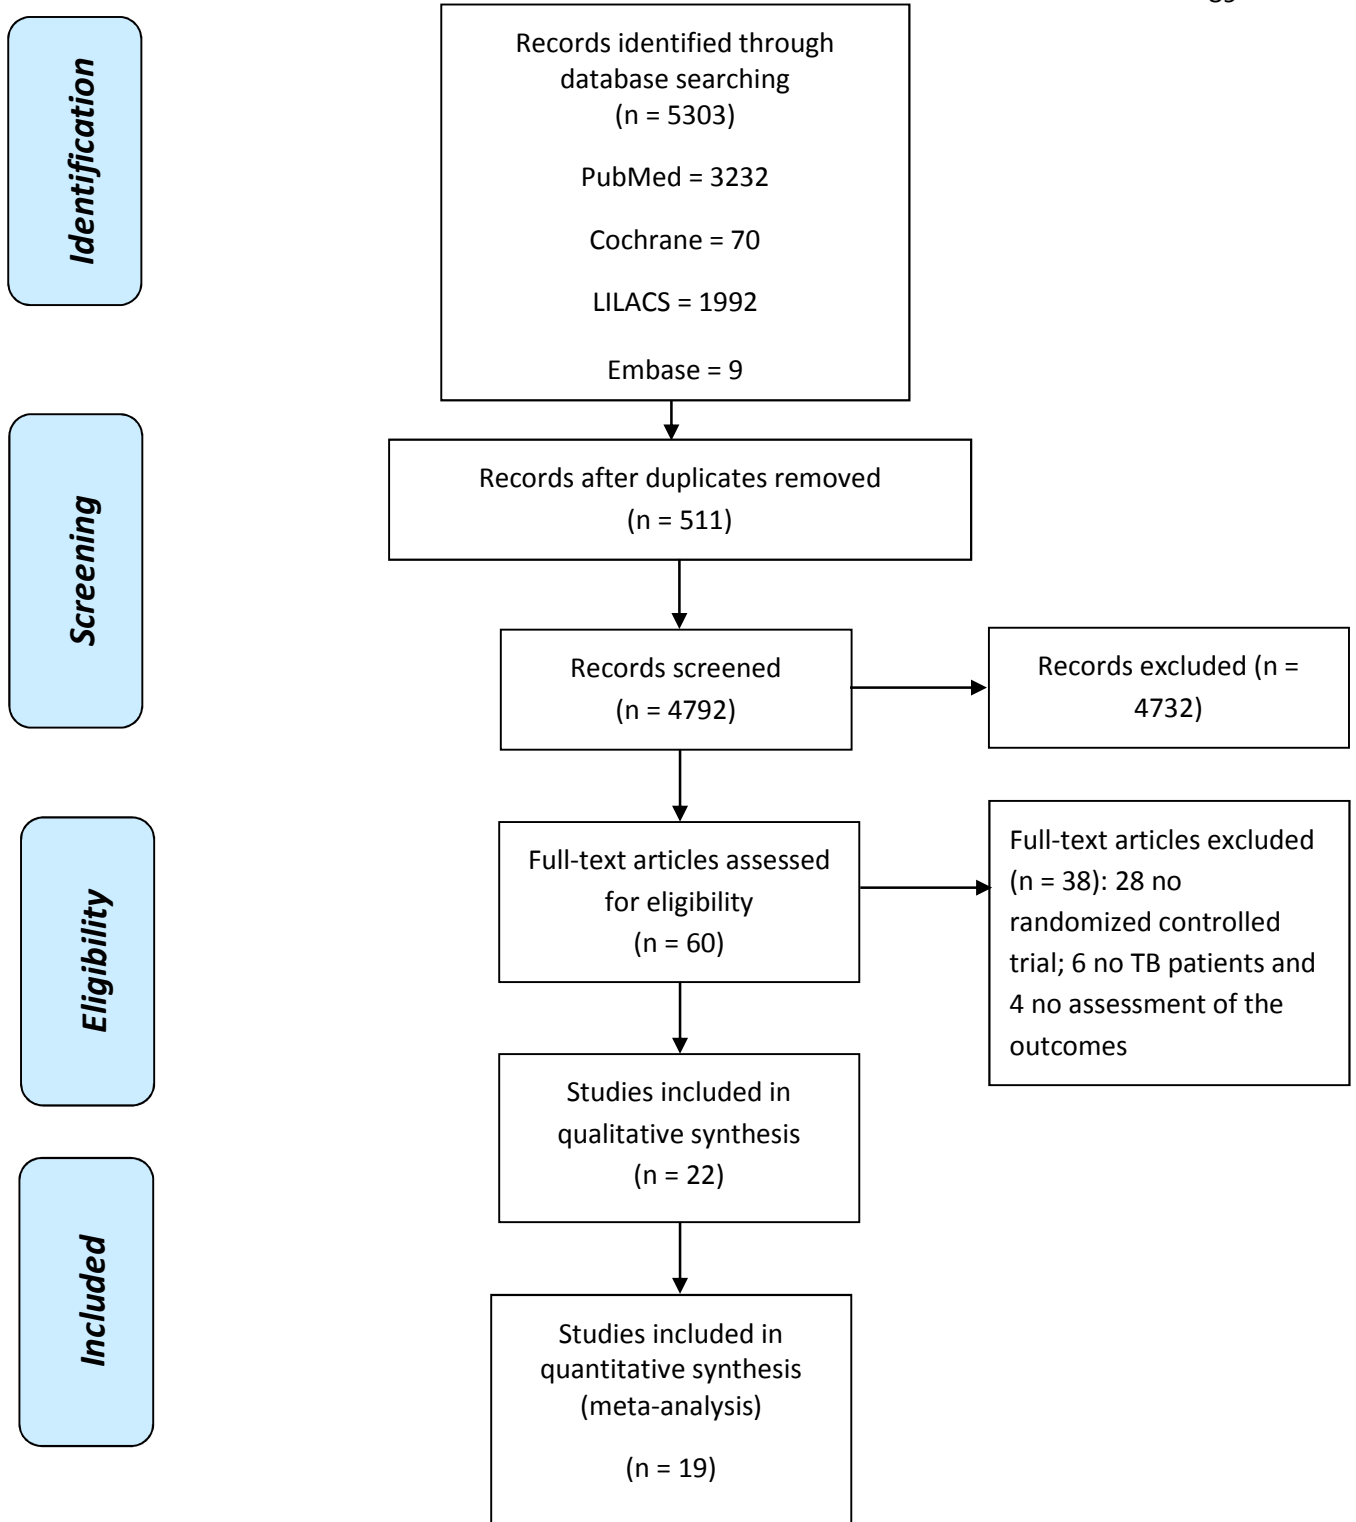 Identification
Records identified through
database searching
(n = 5303)
PubMed = 3232
Cochrane = 70
LILACS = 1992
Embase = 9
Screening
Records after duplicates removed
(n = 511)
Records screened
(n = 4792)
Records excluded (n =
4732)
Eligibility
Full-text articles assessed
for eligibility
(n = 60)
Full-text articles excluded
(n = 38): 28 no
randomized controlled
trial; 6 no TB patients and
4 no assessment of the
outcomes
Studies included in
qualitative synthesis
(n = 22)
Included
Studies included in
quantitative synthesis
(meta-analysis)
(n = 19)